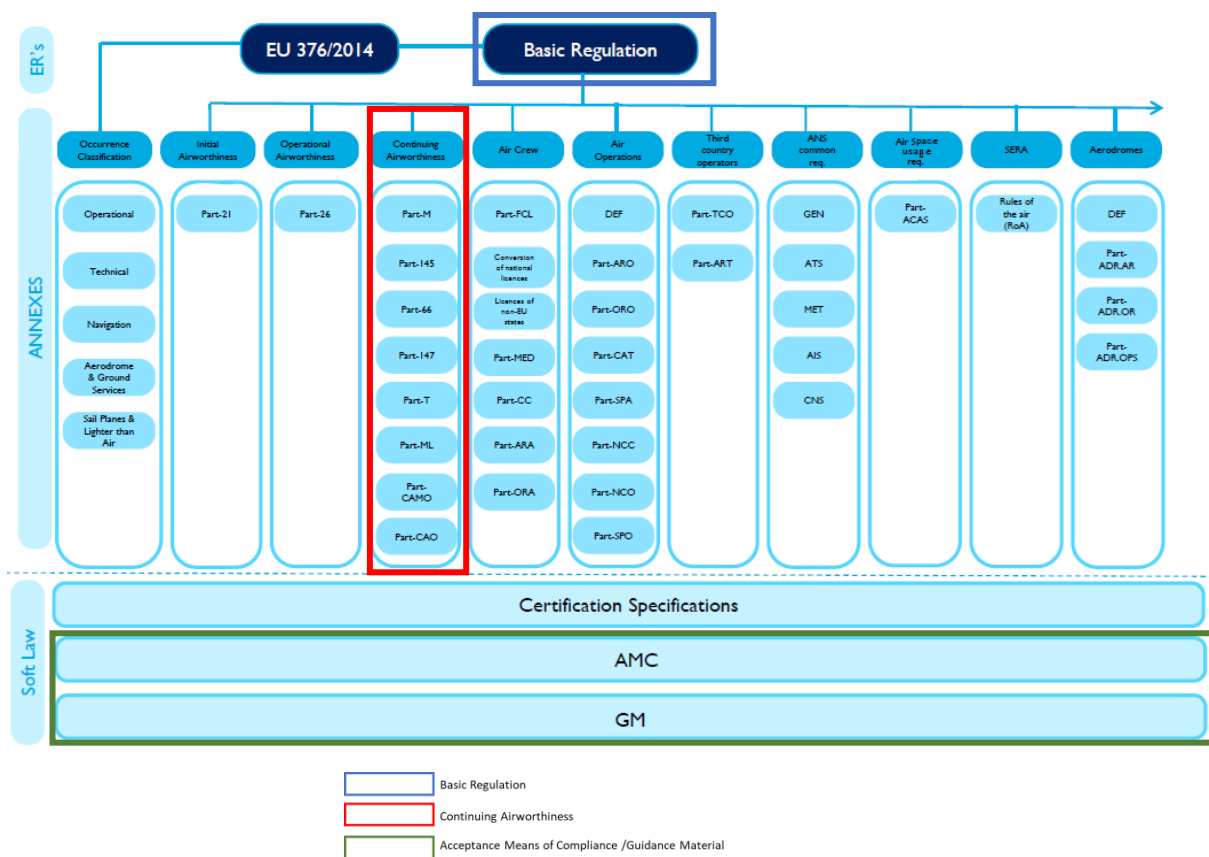 ER's
EU 376/2014
Basic Regulation
ANNEXES
Occurrence
Classification
Initial
Airworthiness
Operational
Airworthiness
Continuing
Airworthiness
Air Crew
Air
Operations
Third
country
operators
ANS
common
req.
Air Space
usage
req.
SERA
Aerodromes
Operational
Technical
Navigation
Aerodrome
& Ground
Services
Sail Planes &
Lighter than
Air
Part-21
Part-26
Part-M
Part-145
Part-66
Part-147
Part-T
Part-ML
Part-
CAMO
Part-CAO
Part-FCL
Conversion
of national
licences
Licences of
non-EU
states
Part-MED
Part-CC
Part-ARA
Part-ORA
DEF
Part-ARO
Part-ORO
Part-CAT
Part-SPA
Part-NCC
Part-NCO
Part-SPO
Part-TCO
Part-ART
GEN
ATS
MET
AIS
CNS
Part-
ACAS
Rules of
the air
(RoA)
DEF
Part-
ADR.AR
Part-
ADR.OR
Part-
ADR.OPS
Soft Law
Certification Specifications
AMC
GM
Basic Regulation
Continuing Airworthiness
Acceptance Means of Compliance /Guidance Material